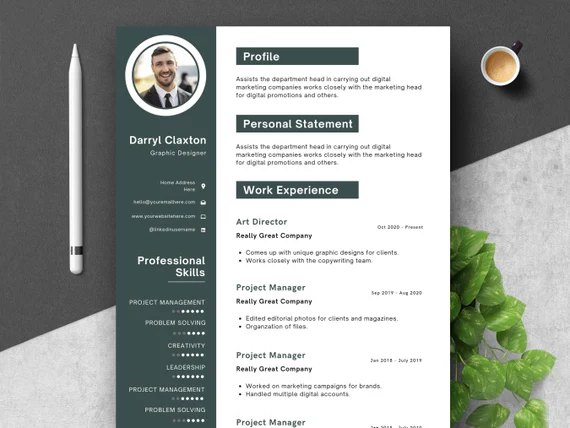 Darryl Claxton
Graphic Designer
Home Address
Here
hello@youremailhere.com
www.yourwebsitehere.com
@linkedinusername
Professional
Skills
PROJECT MANAGEMENT
PROBLEM SOLVING
CREATIVITY
LEADERSHIP
PROJECT MANAGEMENT
PROBLEM SOLVING
Profile
Assists the department head in carrying out digital
marketing companies works closely with the marketing head
for digital promotions and others.
Personal Statement
Assists the department head in carrying out digital
marketing companies works closely with the marketing head
for digital promotions and others.
Work Experience
Art Director
Oct 2020 - Present
Really Great Company
Comes up with unique graphic designs for clients.
Works closely with the copywriting team.
Project Manager
Sep 2019 - Aug 2020
Really Great Company
Edited editorial photos for clients and magazines.
Organzation of files.
Project Manager
Jan 2018 - July 2019
Really Great Company
Worked on marketing campaigns for brands.
Handled multiple digital accounts.
Project Manager
Jan 2018 - July 2019